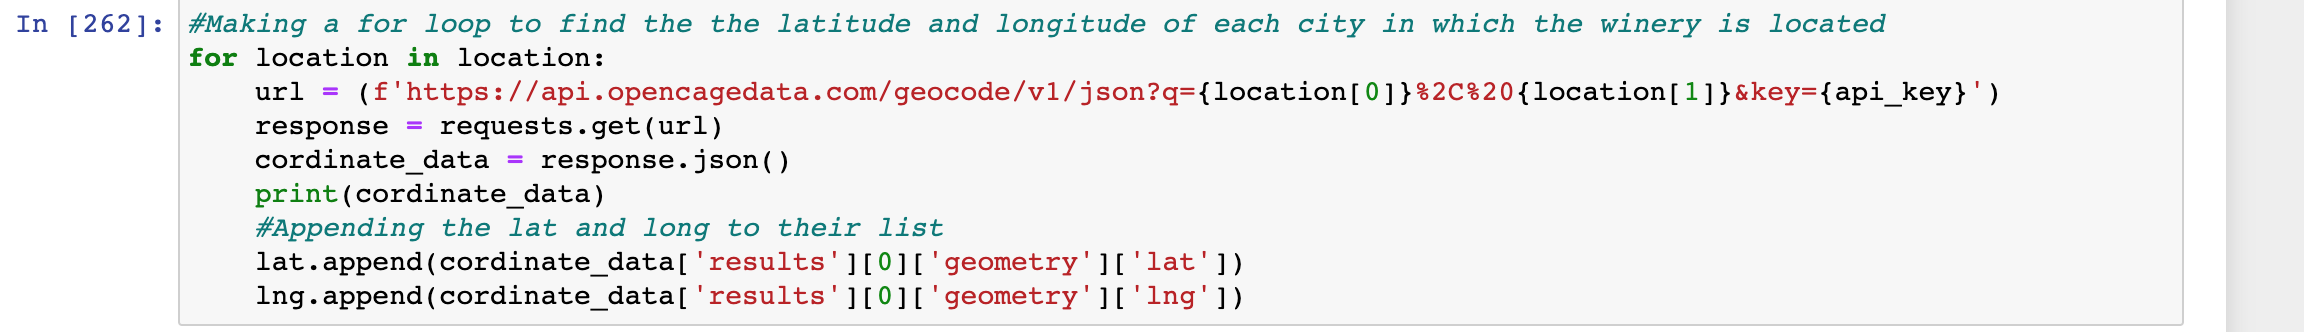 In [262]: #Making a for loop to find the the latitude and longitude of each city in which the winery is located
for location in location:
    url = (f'https://api.opencagedata.com/geocode/v1/json?q={location[0]}%2C%20{location[1]}&key={api_key}')
    response = requests.get(url)
    cordinate_data = response.json()
    print(cordinate_data)
    #Appending the lat and long to their list
    lat.append(cordinate_data['results'][0]['geometry']['lat'])
    lng.append(cordinate_data['results'][0]['geometry']['lng'])